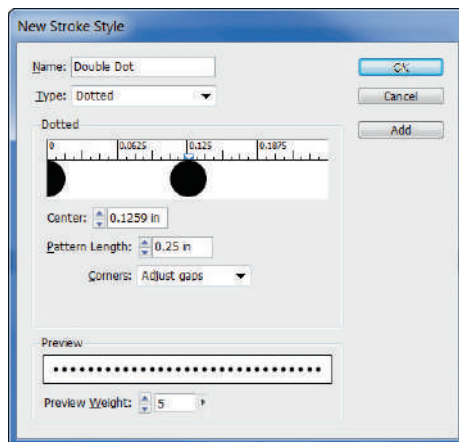 New Stroke Style
Name: Double Dot
OK
Type: Dotted
Cancel
Dotted
Add
0 0.0625 0.125 0.1875
Center: 0.1259 in
Pattern Length: 0.25 in
Corners: Adjust gaps
Preview
Preview Weight: 5